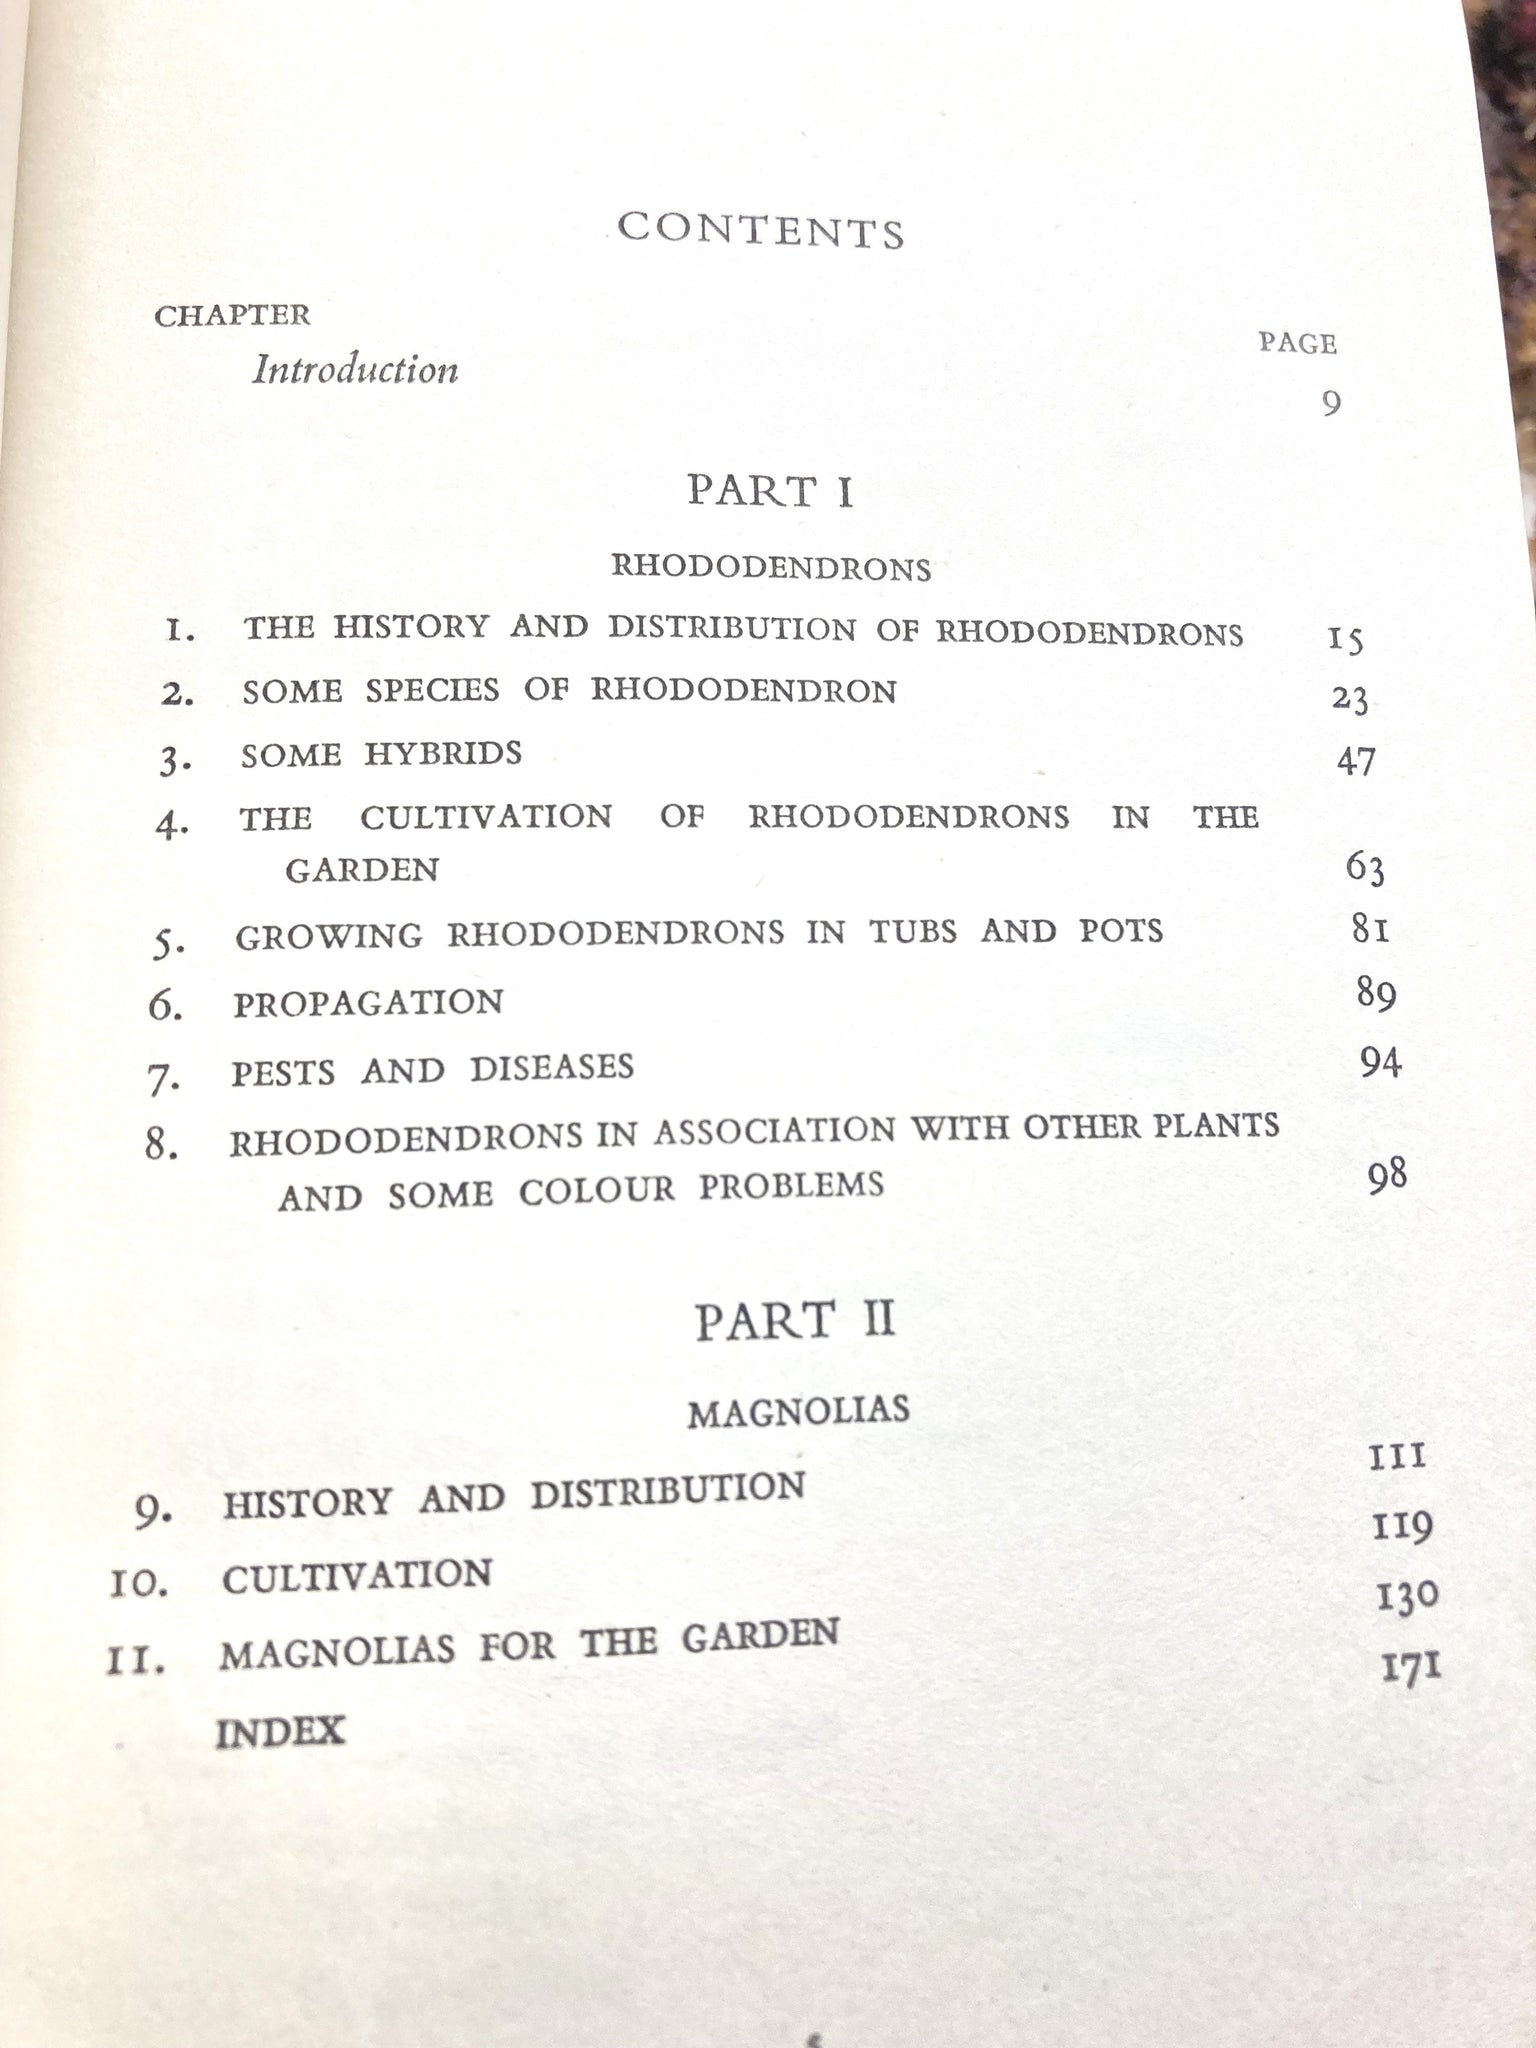 CONTENTS
CHAPTER PAGE
Introduction 9
PART I
RHODODENDRONS
1. THE HISTORY AND DISTRIBUTION OF RHODODENDRONS 15
2. SOME SPECIES OF RHODODENDRON 23
3. SOME HYBRIDS 47
4. THE CULTIVATION OF RHODODENDRONS IN THE
GARDEN 63
5. GROWING RHODODENDRONS IN TUBS AND POTS 81
6. PROPAGATION 89
7. PESTS AND DISEASES 94
8. RHODODENDRONS IN ASSOCIATION WITH OTHER PLANTS
AND SOME COLOUR PROBLEMS 98
PART II
MAGNOLIAS
9. HISTORY AND DISTRIBUTION 111
10. CULTIVATION 119
11. MAGNOLIAS FOR THE GARDEN 130
INDEX 171